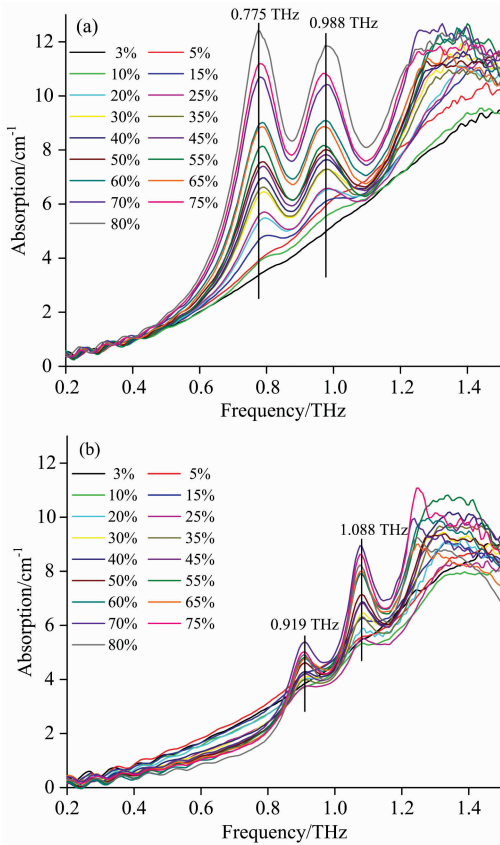 0.775 THz
0.988 THz
(a)
3% 5%
10% 15%
20% 25%
30% 35%
40% 45%
50% 55%
60% 65%
70% 75%
80%
12
10
8
6
4
2
0
Absorption/cm-1
0.2 0.4 0.6 0.8 1.0 1.2 1.4
Frequency/THz
(b)
3% 5%
10% 15%
20% 25%
30% 35%
40% 45%
50% 55%
60% 65%
70% 75%
80%
1.088 THz
0.919 THz
12
10
8
6
4
2
0
Absorption/cm-1
0.2 0.4 0.6 0.8 1.0 1.2 1.4
Frequency/THz